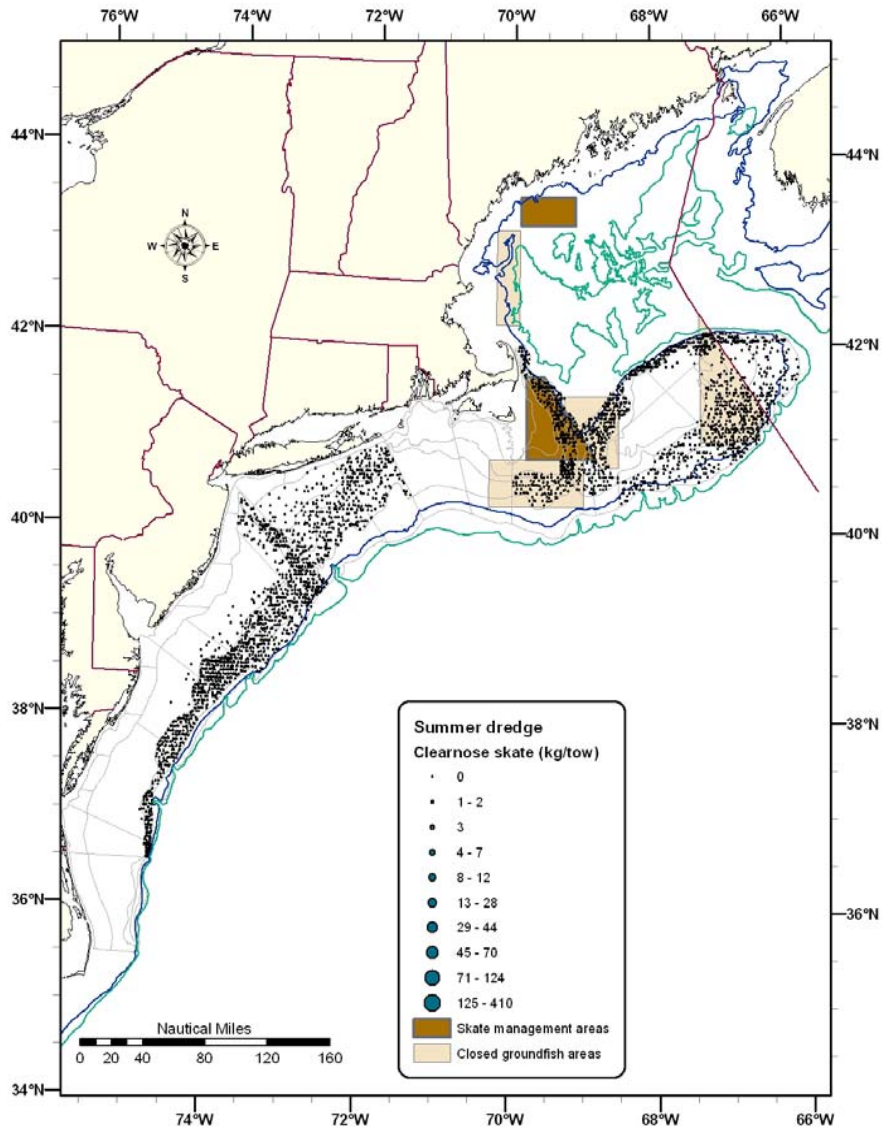 76°W 74°W 72°W 70°W 68°W 66°W
44°N 44°N
N
W E
S
42°N 42°N
40°N 40°N
38°N 38°N
Summer dredge
Clearnose skate (kg/tow)
0
1 - 2
3
4 - 7
8 - 12
13 - 28
29 - 44
45 - 70
71 - 124
125 - 410
Skate management areas
Closed groundfish areas
36°N 36°N
Nautical Miles
0 20 40 80 120 160
34°N
74°W 72°W 70°W 68°W 66°W